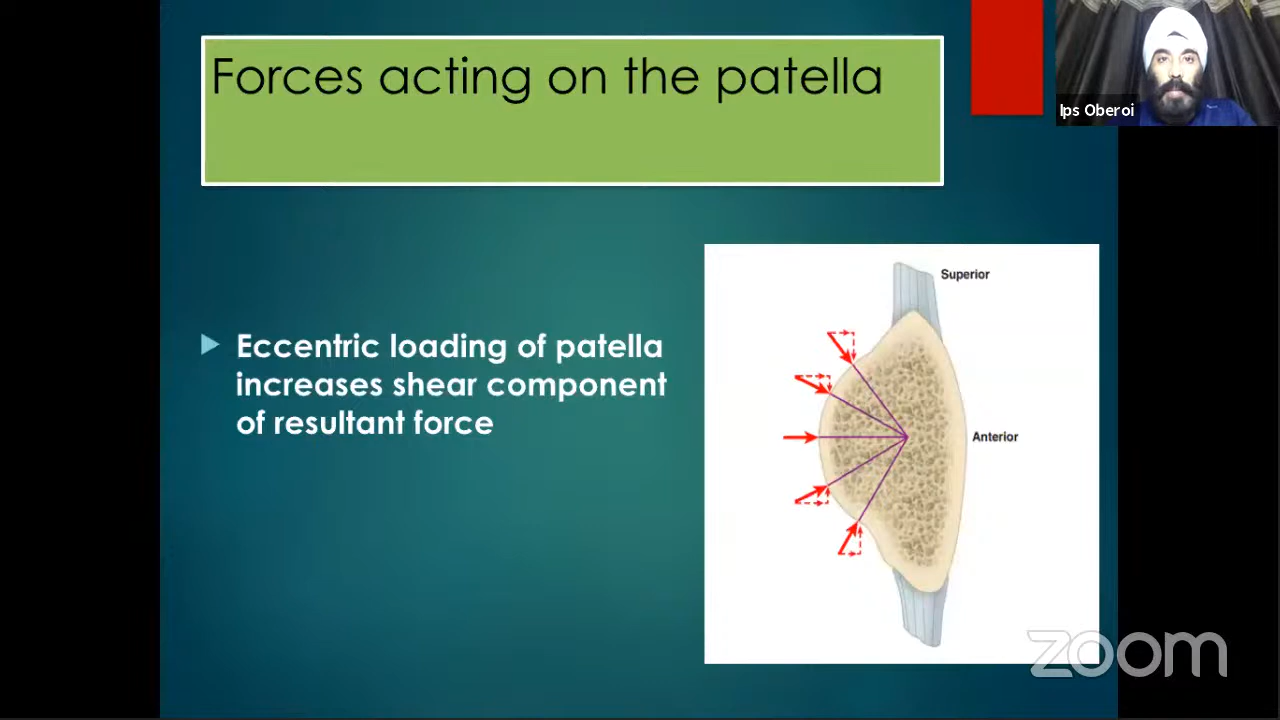 Forces acting on the patella
Ips Oberoi
Eccentric loading of patella
increases shear component
of resultant force
Superior
Anterior
zoom